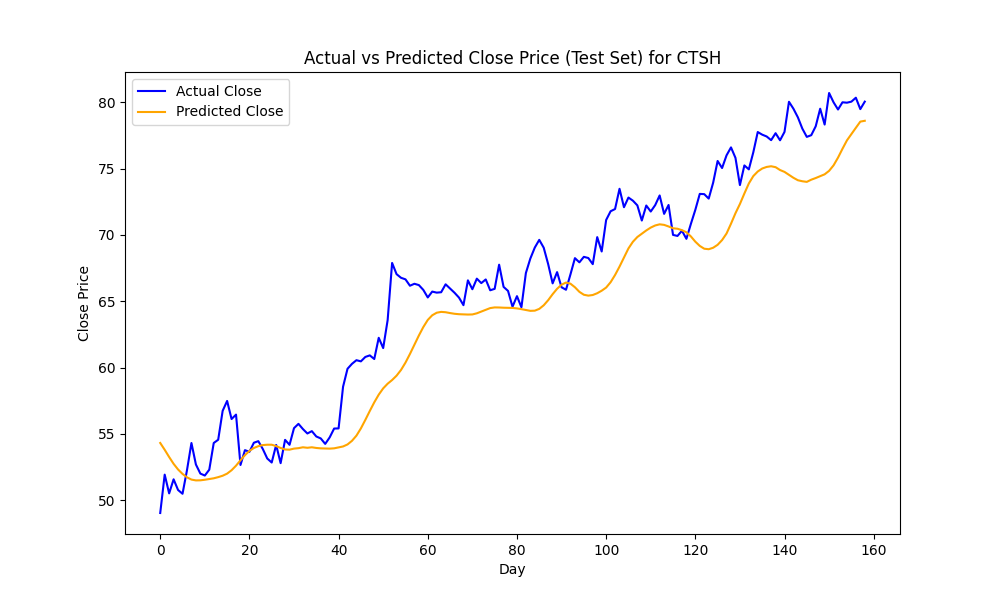 Actual vs Predicted Close Price (Test Set) for CTSH
Actual Close
Predicted Close
80
75
70
65
60
55
50
Close Price
0 20 40 60 80 100 120 140 160
Day